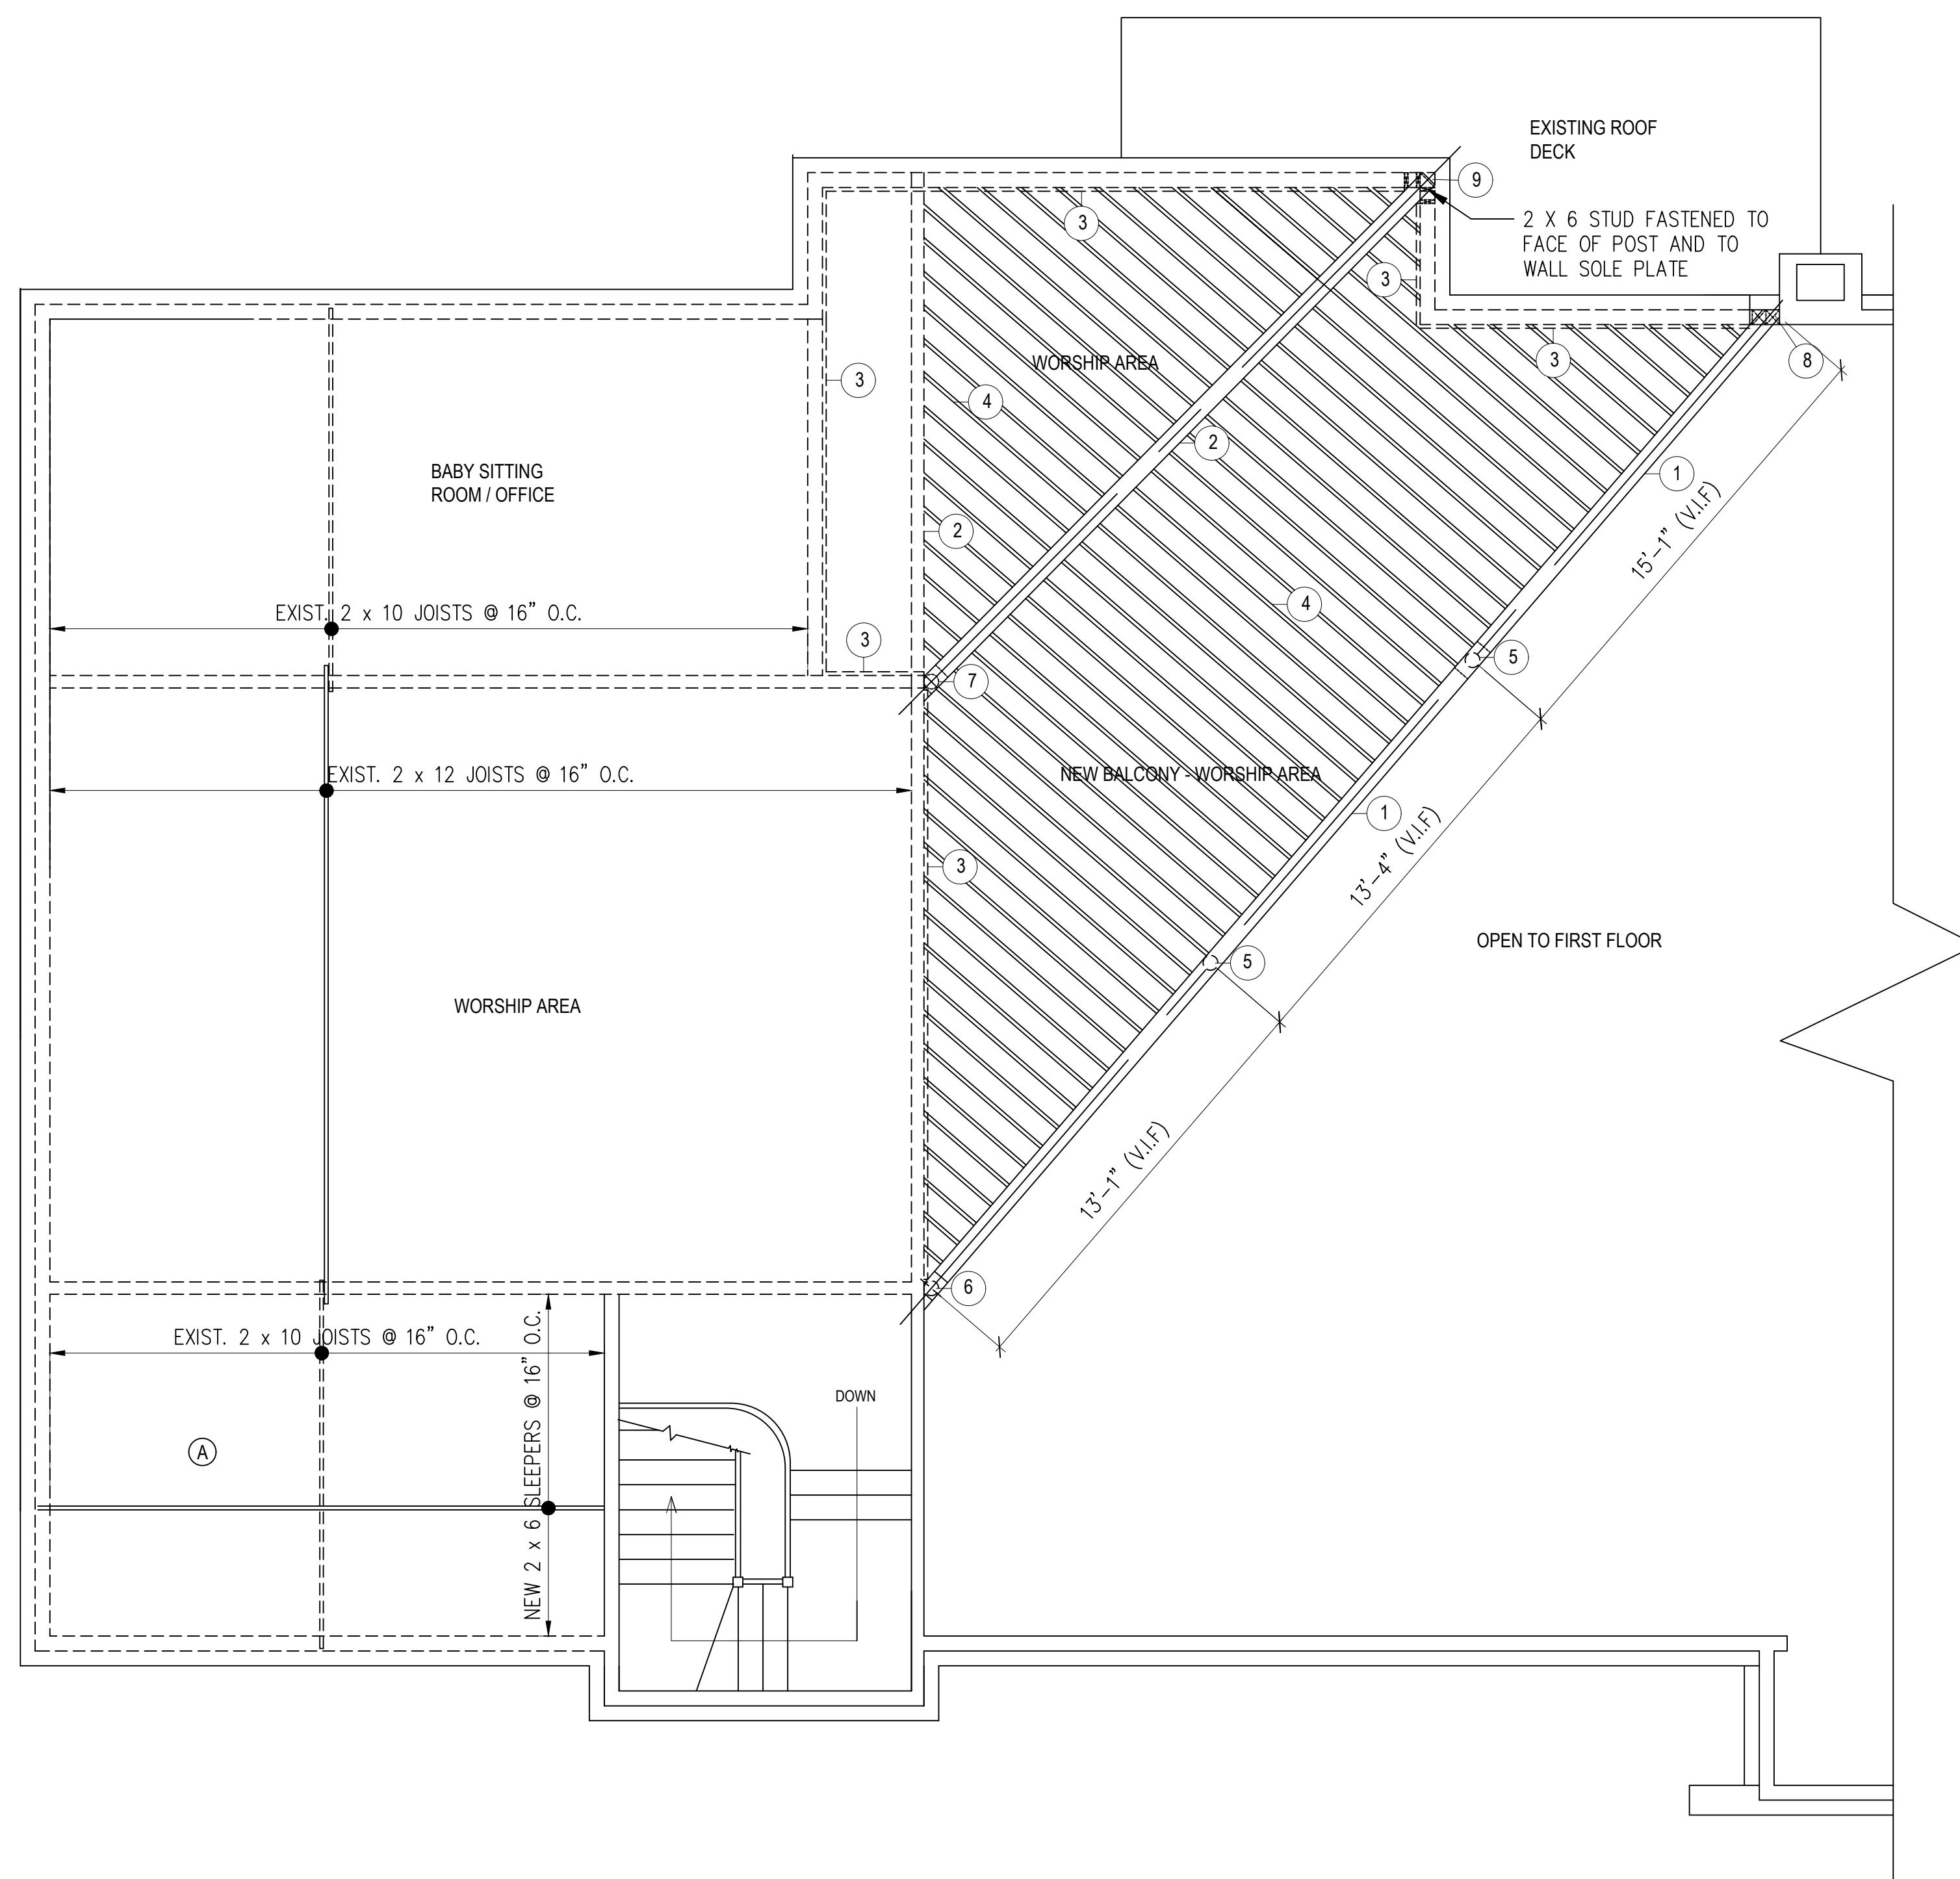 EXISTING ROOF
DECK
9
2 X 6 STUD FASTENED TO
FACE OF POST AND TO
WALL SOLE PLATE
3
3
3
8
WORSHIP AREA
3
4
2
1
BABY SITTING
ROOM / OFFICE
15'-1" (V.I.F)
2
EXIST. 2 x 10 JOISTS @ 16" O.C.
4
3
5
7
EXIST. 2 x 12 JOISTS @ 16" O.C.
NEW BALCONY - WORSHIP AREA
1
13'-4" (V.I.F)
3
OPEN TO FIRST FLOOR
5
WORSHIP AREA
13'-1" (V.I.F)
6
EXIST. 2 x 10 JOISTS @ 16" O.C.
NEW 2 x 6 SLEEPERS @ 16" O.C.
DOWN
A